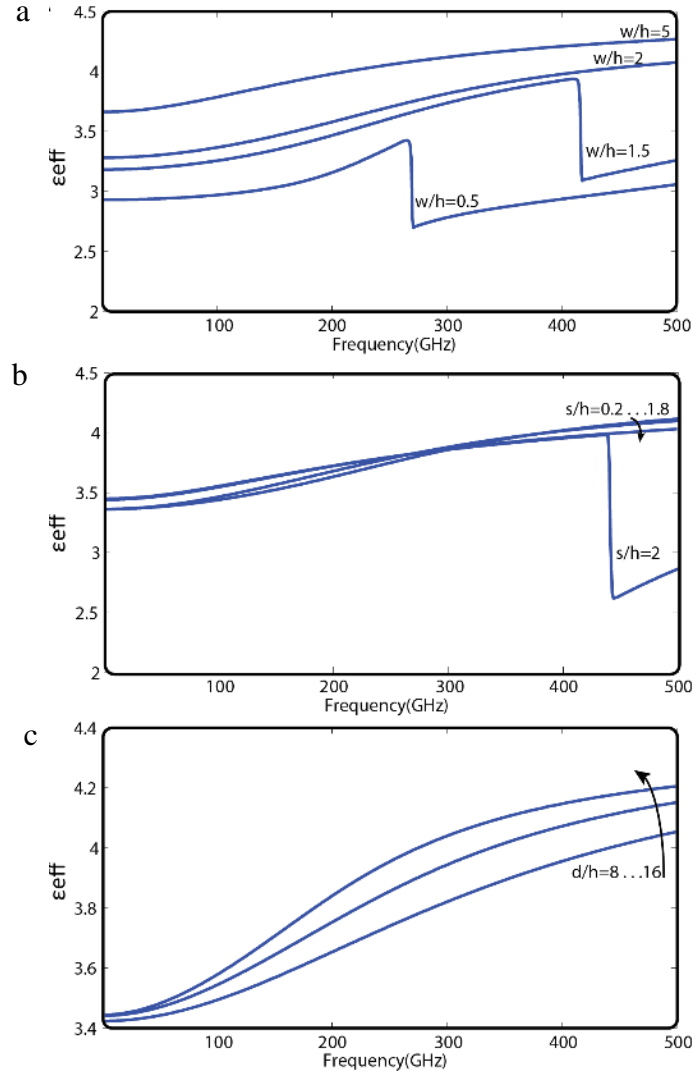 a
4.5
4
3.5
3
2.5
2
εeff
w/h=5
w/h=2
w/h=1.5
w/h=0.5
100 200 300 400 500
Frequency(GHz)
b
4.5
4
3.5
3
2.5
2
εeff
s/h=0.2 . . .1.8
s/h=2
100 200 300 400 500
Frequency(GHz)
c
4.4
4.2
4
3.8
3.6
3.4
εeff
d/h=8 . . .16
100 200 300 400 500
Frequency(GHz)